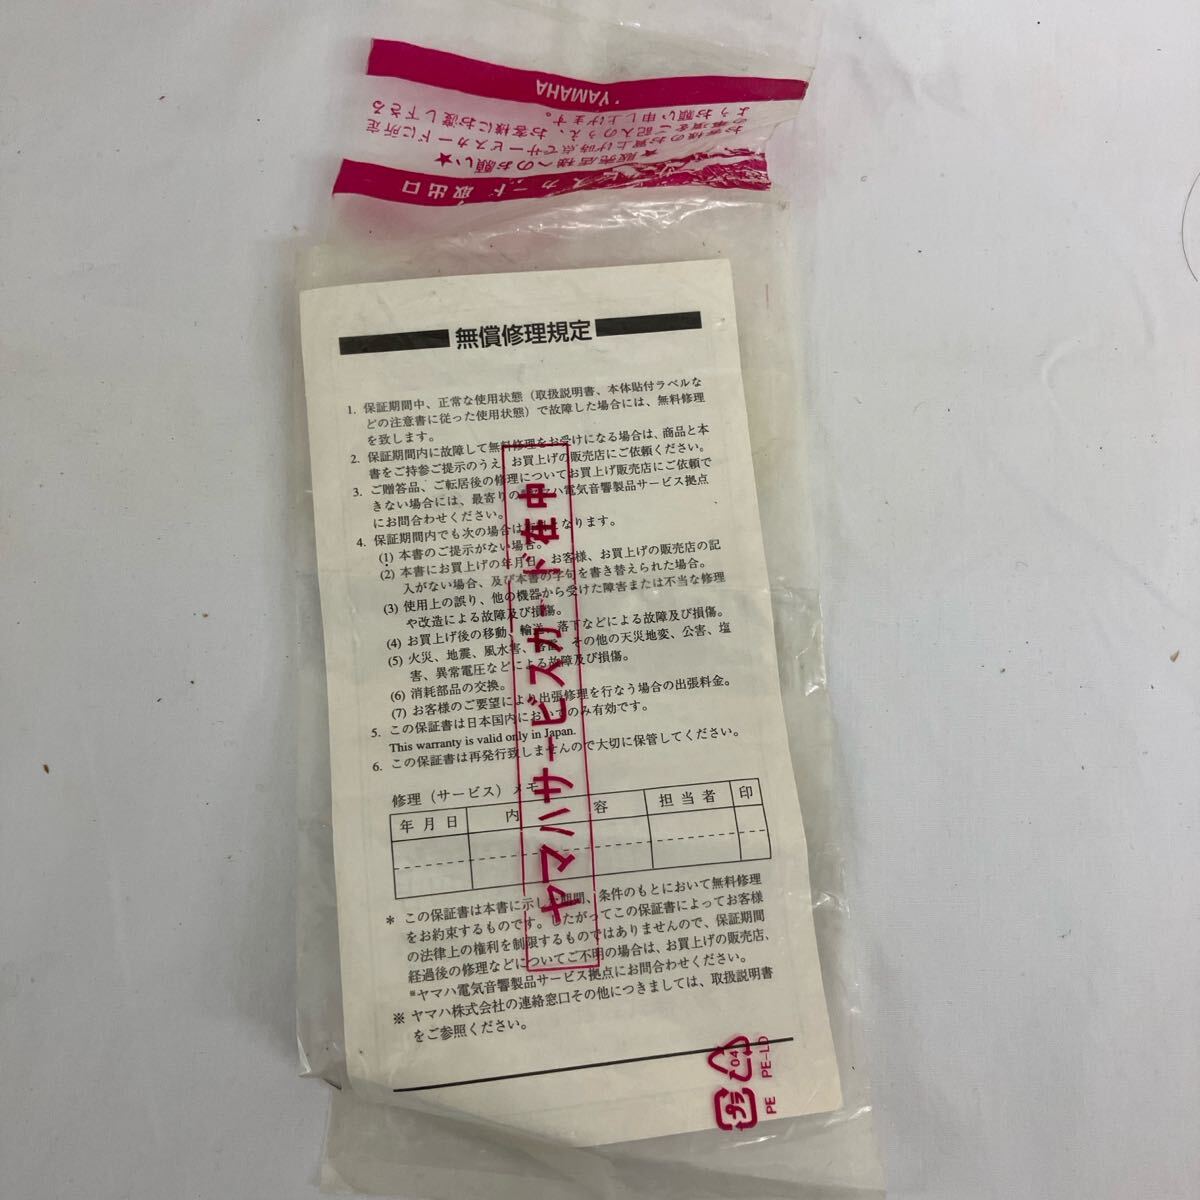 YAMAHA
★販売店様へのお願い★
お客様のお買上げ時点でサービスカードに所定
の事項をご記入のうえ、お客様にお渡し下さる
ようお願い申し上げます。
ービスカード取出口
無償修理規定
1. 保証期間中、正常な使用状態（取扱説明書、本体貼付ラベルな
どの注意書に従った使用状態）で故障した場合には、無料修理
を致します。
2. 保証期間内に故障して無料修理をお受けになる場合は、商品と本
書をご持参ご提示のうえ、お買上げの販売店にご依頼ください。
3. ご贈答品、ご転居後の修理についてお買上げ販売店にご依頼で
きない場合には、最寄りの ヤマハ電気音響製品サービス拠点
にお問合わせください。
4. 保証期間内でも次の場合は有料となります。
(1) 本書のご提示がない場合。
(2) 本書にお買上げの年月日、お客様、お買上げの販売店の記
入がない場合、及び本書の字句を書き替えられた場合。
(3) 使用上の誤り、他の機器から受けた障害または不当な修理
や改造による故障及び損傷。
(4) お買上げ後の移動、輸送、落下などによる故障及び損傷。
(5) 火災、地震、風水害、 その他の天災地変、公害、塩
害、異常電圧などによる故障及び損傷。
(6) 消耗部品の交換。
(7) お客様のご要望により出張修理を行なう場合の出張料金。
5. この保証書は日本国内においてのみ有効です。
This warranty is valid only in Japan.
6. この保証書は再発行致しませんので大切に保管してください。
修理（サービス）メモ
年月日 内容 担当者 印
＊ この保証書は本書に示した期間、条件のもとにおいて無料修理
をお約束するものです。したがってこの保証書によってお客様
の法律上の権利を制限するものではありませんので、保証期間
経過後の修理などについてご不明の場合は、お買上げの販売店、
※ヤマハ電気音響製品サービス拠点にお問合わせください。
※ ヤマハ株式会社の連絡窓口その他につきましては、取扱説明書
をご参照ください。
ヤマハサービスカード在中
プラ
04
PE
PE-LD